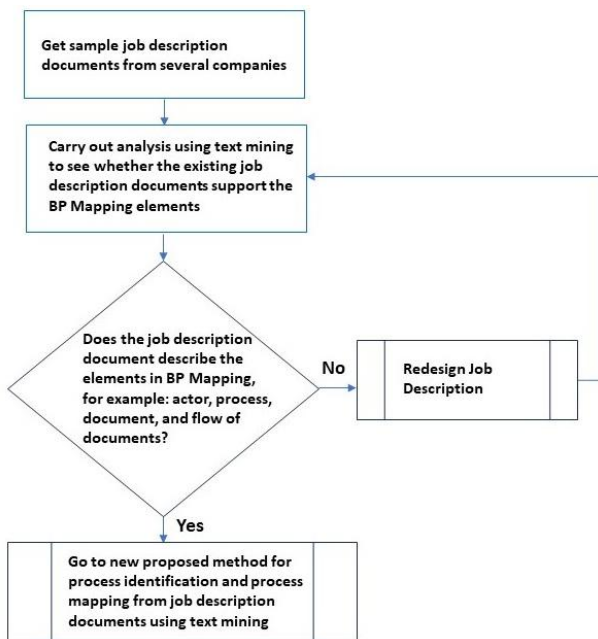 Get sample job description
documents from several companies
Carry out analysis using text mining
to see whether the existing job
description documents support the
BP Mapping elements
Does the job description
document describe the
elements in BP Mapping,
for example: actor, process,
document, and flow of
documents?
No
Redesign Job
Description
Yes
Go to new proposed method for
process identification and process
mapping from job description
documents using text mining